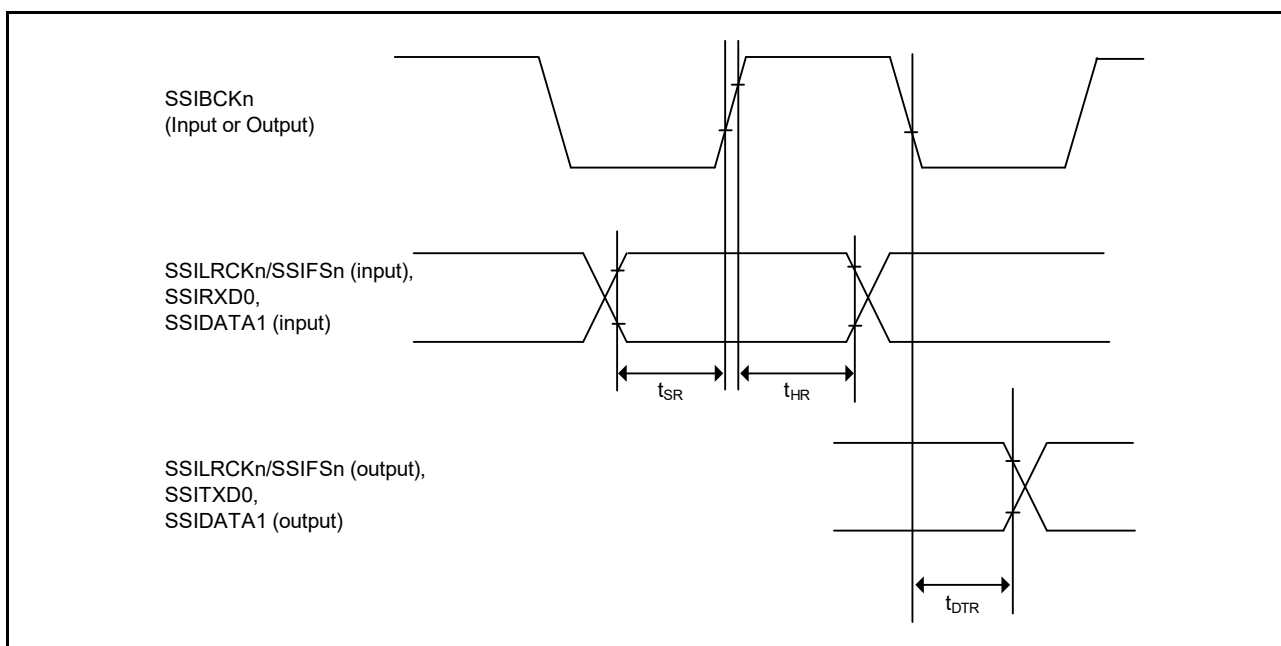 SSIBCKn
(Input or Output)
SSILRCKn/SSIFSn (input),
SSIRXD0,
SSIDATA1 (input)
tSR
tHR
SSILRCKn/SSIFSn (output),
SSITXD0,
SSIDATA1 (output)
tDTR